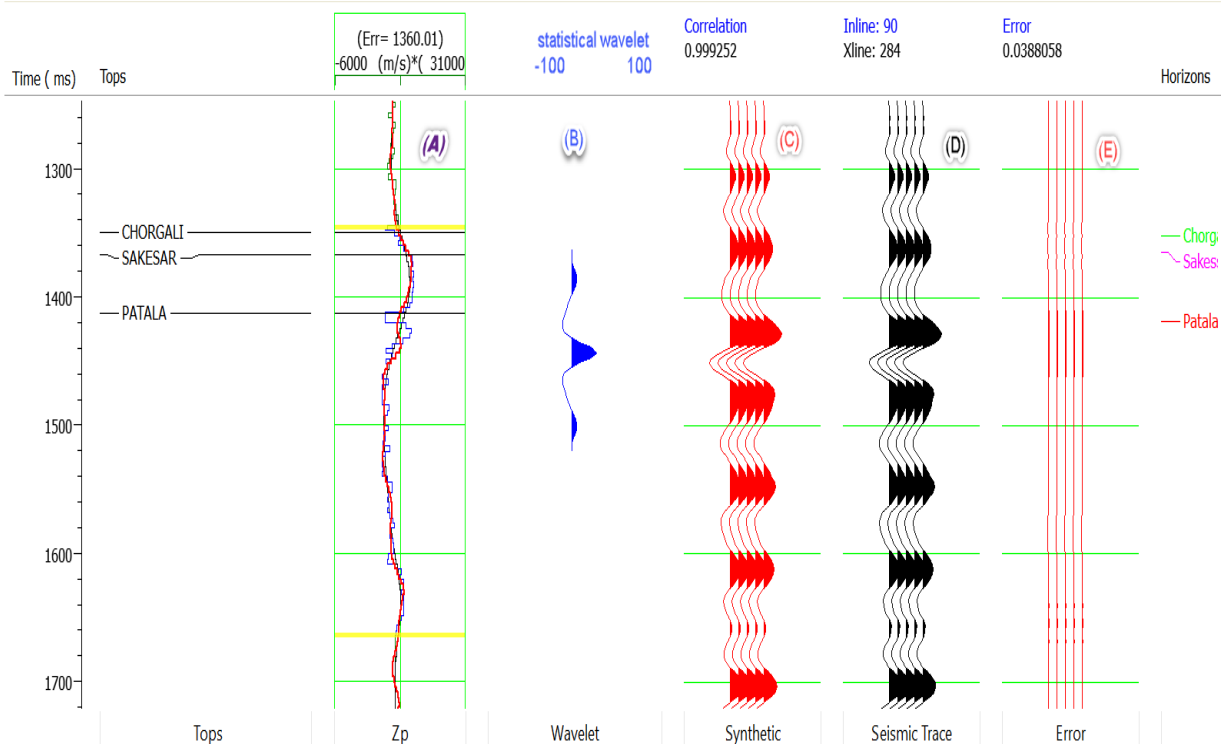 Time ( ms)
Tops
(Err= 1360.01)
-6000 (m/s)*( 31000
statistical wavelet
-100 100
Correlation
0.999252
Inline: 90
Xline: 284
Error
0.0388058
Horizons
(A)
(B)
(C)
(D)
(E)
1300
CHORGALI
SAKESAR
1400
PATALA
1500
1600
1700
Chorga
Sakess
Patala
Tops
Zp
Wavelet
Synthetic
Seismic Trace
Error